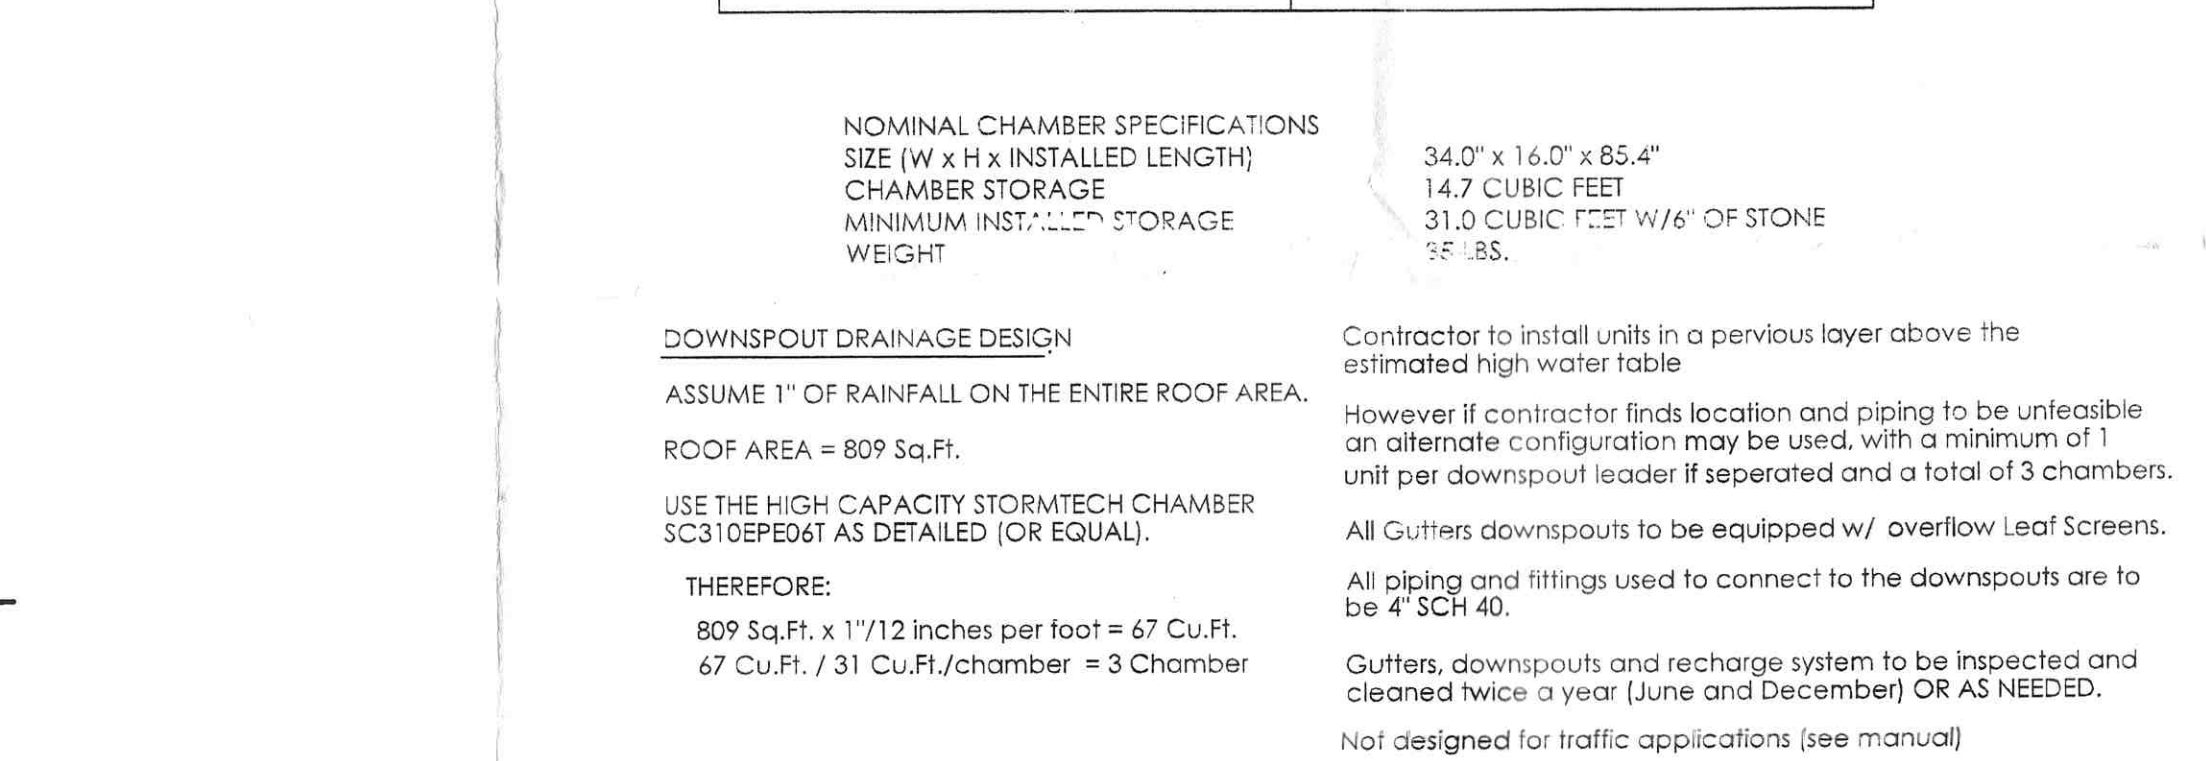 NOMINAL CHAMBER SPECIFICATIONS
SIZE (W x H x INSTALLED LENGTH) 34.0" x 16.0" x 85.4"
CHAMBER STORAGE 14.7 CUBIC FEET
MINIMUM INSTALLED STORAGE 31.0 CUBIC FEET W/6" OF STONE
WEIGHT 35 LBS.
DOWNSPOUT DRAINAGE DESIGN
ASSUME 1" OF RAINFALL ON THE ENTIRE ROOF AREA.
ROOF AREA = 809 Sq.Ft.
USE THE HIGH CAPACITY STORMTECH CHAMBER
SC310EPE06T AS DETAILED (OR EQUAL).
THEREFORE:
809 Sq.Ft. x 1"/12 inches per foot = 67 Cu.Ft.
67 Cu.Ft. / 31 Cu.Ft./chamber = 3 Chamber
Contractor to install units in a pervious layer above the
estimated high water table
However if contractor finds location and piping to be unfeasible
an alternate configuration may be used, with a minimum of 1
unit per downspout leader if seperated and a total of 3 chambers.
All Gutters downspouts to be equipped w/ overflow Leaf Screens.
All piping and fittings used to connect to the downspouts are to
be 4" SCH 40.
Gutters, downspouts and recharge system to be inspected and
cleaned twice a year (June and December) OR AS NEEDED.
Not designed for traffic applications (see manual)